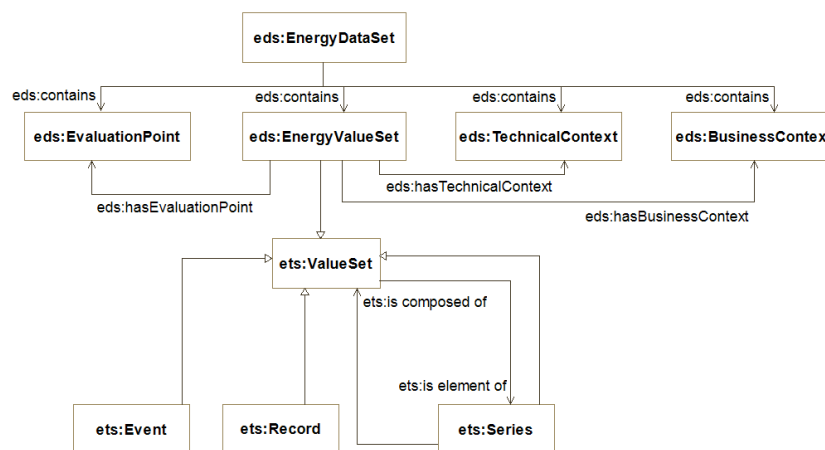 eds:EnergyDataSet
eds:contains
eds:contains
eds:contains
eds:contains
eds:EvaluationPoint
eds:EnergyValueSet
eds:TechnicalContext
eds:BusinessContext
eds:hasTechnicalContext
eds:hasEvaluationPoint
eds:hasBusinessContext
ets:ValueSet
ets:is composed of
ets:is element of
ets:Event
ets:Record
ets:Series